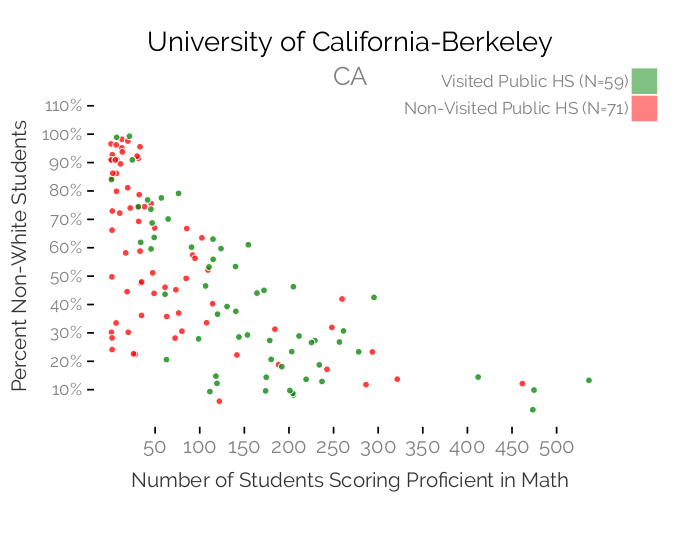 University of California-Berkeley
CA
Visited Public HS (N=59)
Non-Visited Public HS (N=71)
Percent Non-White Students
110%
100%
90%
80%
70%
60%
50%
40%
30%
20%
10%
50 100 150 200 250 300 350 400 450 500
Number of Students Scoring Proficient in Math